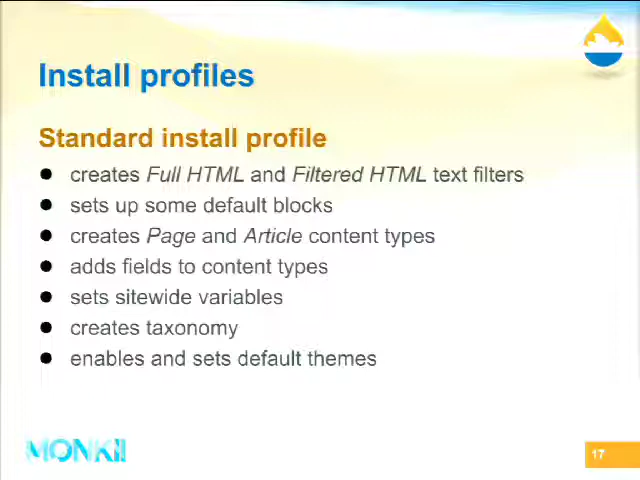 Install profiles
Standard install profile
● creates Full HTML and Filtered HTML text filters
● sets up some default blocks
● creates Page and Article content types
● adds fields to content types
● sets sitewide variables
● creates taxonomy
● enables and sets default themes
MONKii
17